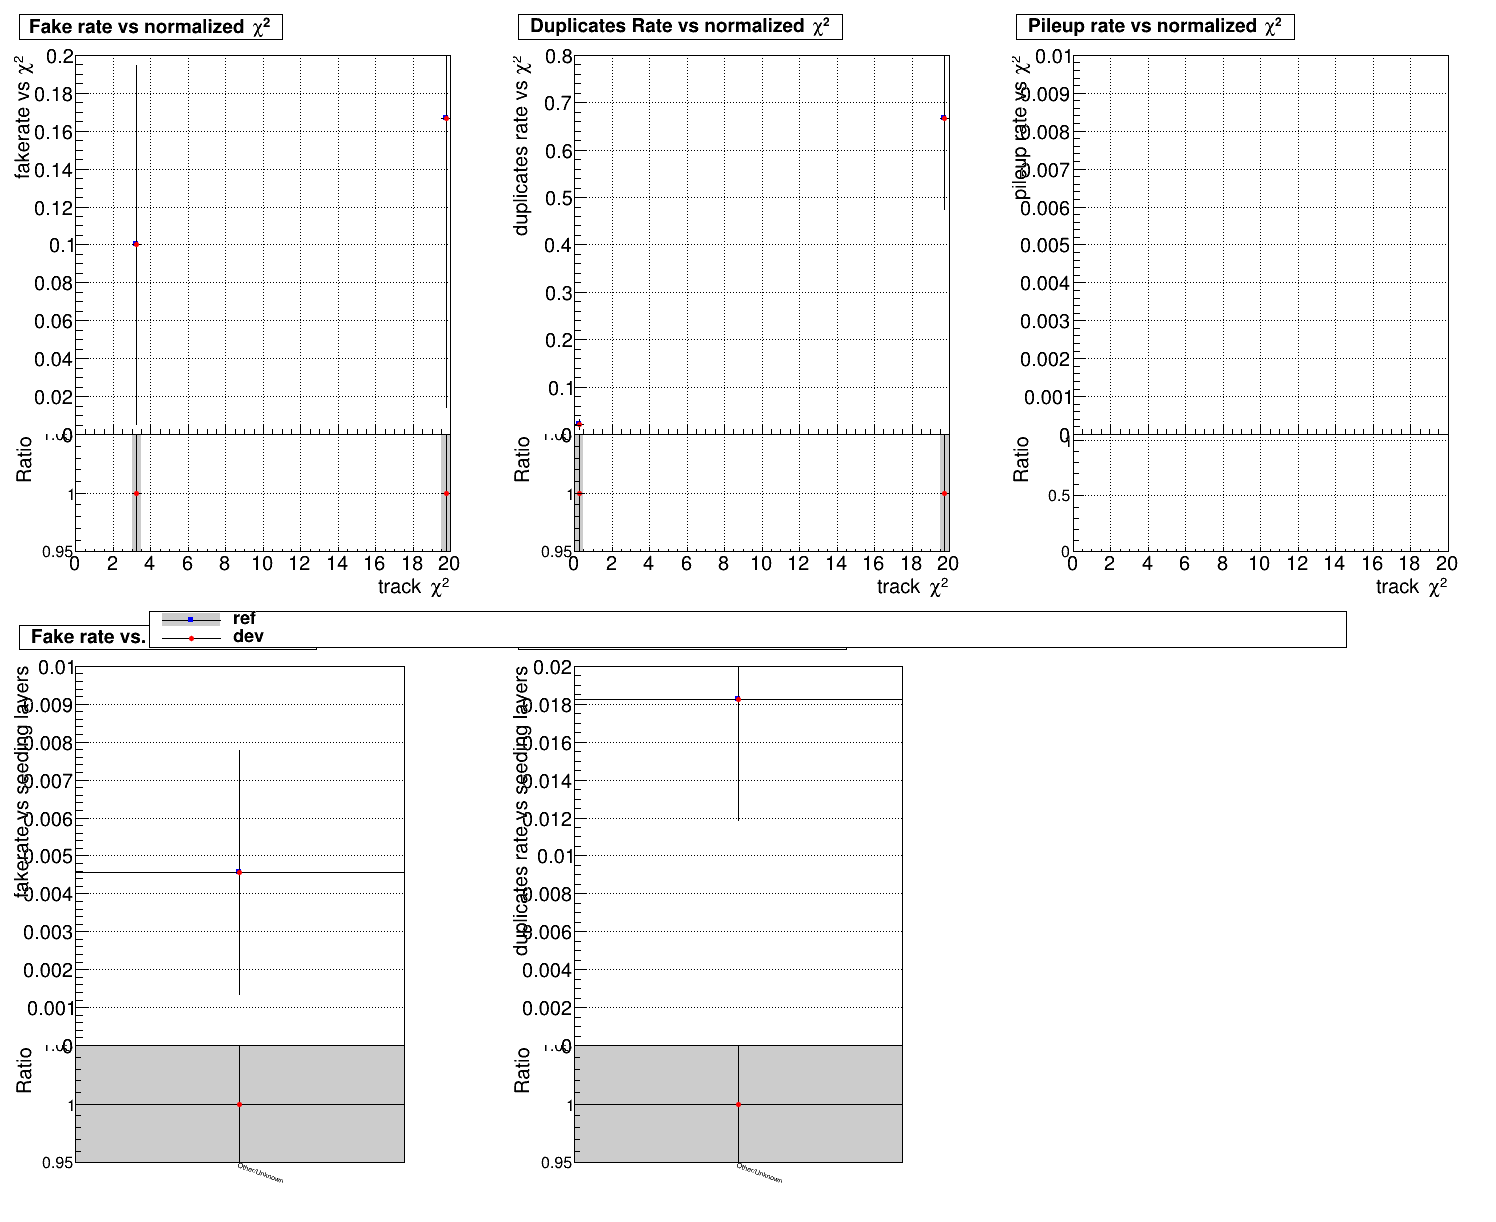 Fake rate vs normalized χ²
fakerate vs χ²
0.2
0.18
0.16
0.14
0.12
0.1
0.08
0.06
0.04
0.02
0
Ratio
1
0.95
0 2 4 6 8 10 12 14 16 18 20
track χ²
Duplicates Rate vs normalized χ²
duplicates rate vs χ²
0.8
0.7
0.6
0.5
0.4
0.3
0.2
0.1
0
Ratio
1
0.95
0 2 4 6 8 10 12 14 16 18 20
track χ²
Pileup rate vs normalized χ²
pileup rate vs χ²
0.01
0.009
0.008
0.007
0.006
0.005
0.004
0.003
0.002
0.001
0
Ratio
1
0.5
0
0 2 4 6 8 10 12 14 16 18 20
track χ²
ref
dev
Fake rate vs.
fakerate vs seeding layers
0.01
0.009
0.008
0.007
0.006
0.005
0.004
0.003
0.002
0.001
0
Ratio
1
0.95
Other/Unknown
duplicates rate vs seeding layers
0.02
0.018
0.016
0.014
0.012
0.01
0.008
0.006
0.004
0.002
0
Ratio
1
0.95
Other/Unknown